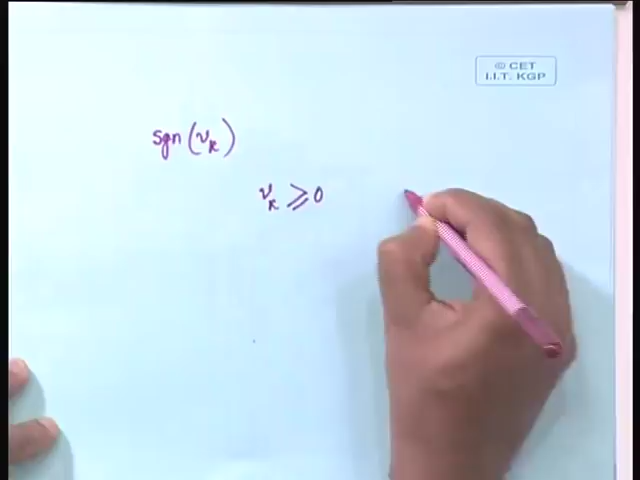 © CET
I.I.T. KGP
sgn(v_k)
v_k ⩾ 0